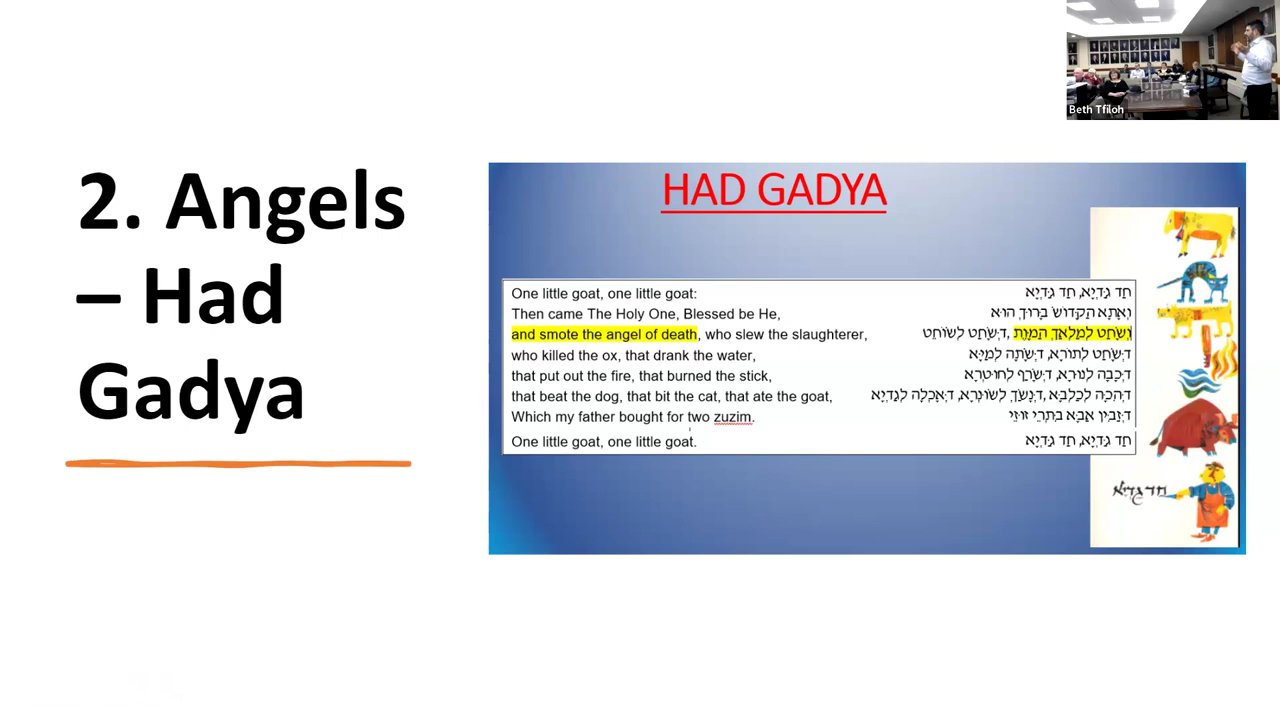 Beth Tfiloh
2. Angels
– Had
Gadya
HAD GADYA
One little goat, one little goat:
Then came The Holy One, Blessed be He,
and smote the angel of death, who slew the slaughterer,
who killed the ox, that drank the water,
that put out the fire, that burned the stick,
that beat the dog, that bit the cat, that ate the goat,
Which my father bought for two zuzim.
One little goat, one little goat.
חַד גַּדְיָא, חַד גַּדְיָא
וְאָתָא הַקָּדוֹשׁ בָּרוּךְ הוּא
וְשָׁחַט לְמַלְאַךְ הַמָּוֶת, דְּשָׁחַט לְשׁוֹחֵט
דְּשָׁחַט לְתוֹרָא, דְּשָׁתָה לְמַיָּא
דְּכָבָה לְנוּרָא, דְּשָׂרַף לְחוּטְרָא
דְּהִכָּה לְכַלְבָּא, דְּנָשַׁךְ לְשׁוּנְרָא, דְּאָכְלָה לְגַדְיָא
דְּזַבִּין אַבָּא בִּתְרֵי זוּזֵי
חַד גַּדְיָא, חַד גַּדְיָא
חד גדיא